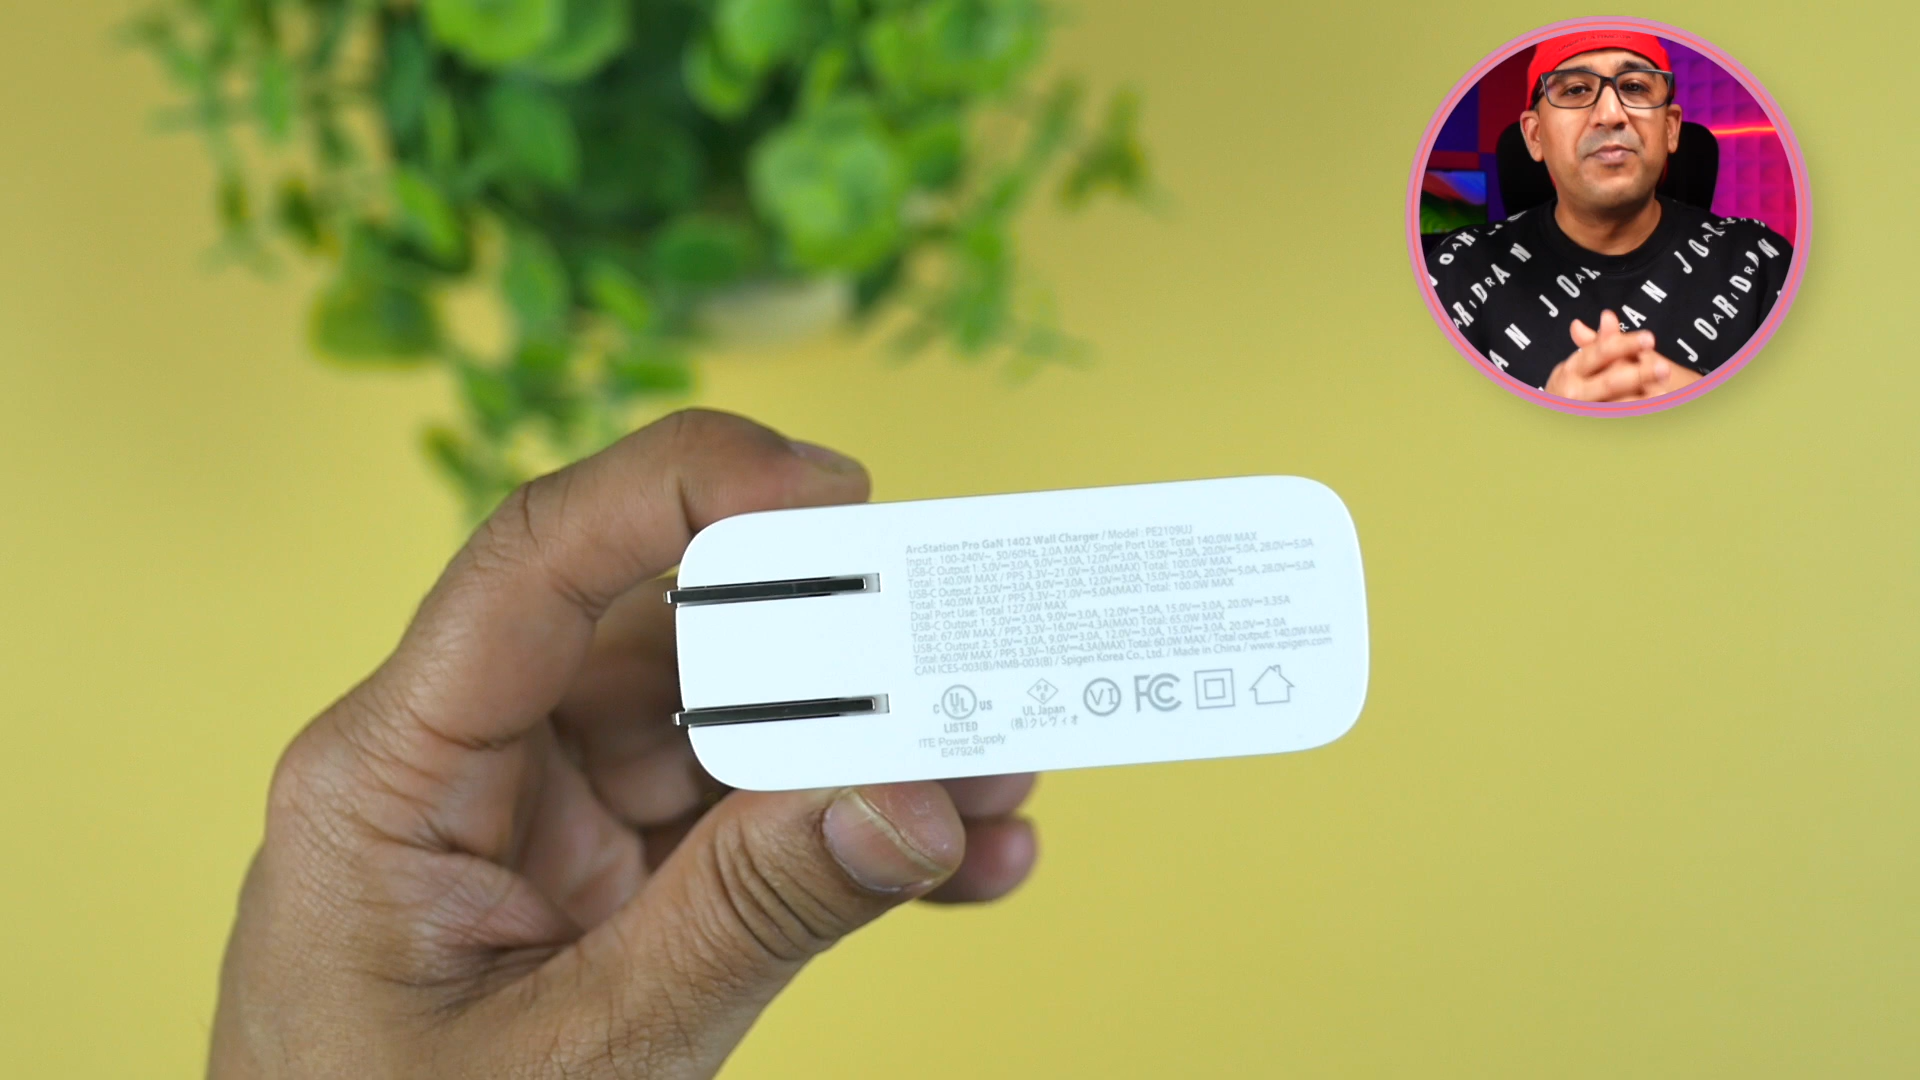 ArcStation Pro GaN 1402 Wall Charger / Model : PE2109UJ
Input : 100-240V~, 50/60Hz, 2.0A MAX/ Single Port Use: Total 140.0W MAX
USB-C Output 1: 5.0V⎓3.0A, 9.0V⎓3.0A, 12.0V⎓3.0A, 15.0V⎓3.0A, 20.0V⎓5.0A, 28.0V⎓5.0A
Total: 140.0W MAX / PPS 3.3V~21.0V⎓5.0A(MAX) Total: 100.0W MAX
USB-C Output 2: 5.0V⎓3.0A, 9.0V⎓3.0A, 12.0V⎓3.0A, 15.0V⎓3.0A, 20.0V⎓5.0A, 28.0V⎓5.0A
Total: 140.0W MAX / PPS 3.3V~21.0V⎓5.0A(MAX) Total: 100.0W MAX
Dual Port Use: Total 127.0W MAX
USB-C Output 1: 5.0V⎓3.0A, 9.0V⎓3.0A, 12.0V⎓3.0A, 15.0V⎓3.0A, 20.0V⎓3.35A
Total: 67.0W MAX / PPS 3.3V~16.0V⎓4.3A(MAX) Total: 65.0W MAX
USB-C Output 2: 5.0V⎓3.0A, 9.0V⎓3.0A, 12.0V⎓3.0A, 15.0V⎓3.0A, 20.0V⎓3.0A
Total: 60.0W MAX / PPS 3.3V~16.0V⎓4.3A(MAX) Total: 60.0W MAX / Total output: 140.0W MAX
CAN ICES-003(B)/NMB-003(B) / Spigen Korea Co., Ltd. / Made in China / www.spigen.com
C UL US
LISTED
ITE Power Supply
E479246
PSE
UL Japan
(株)クレヴィオ
VI
FC
JORDAN
JORDAN
JORDAN
JORDAN